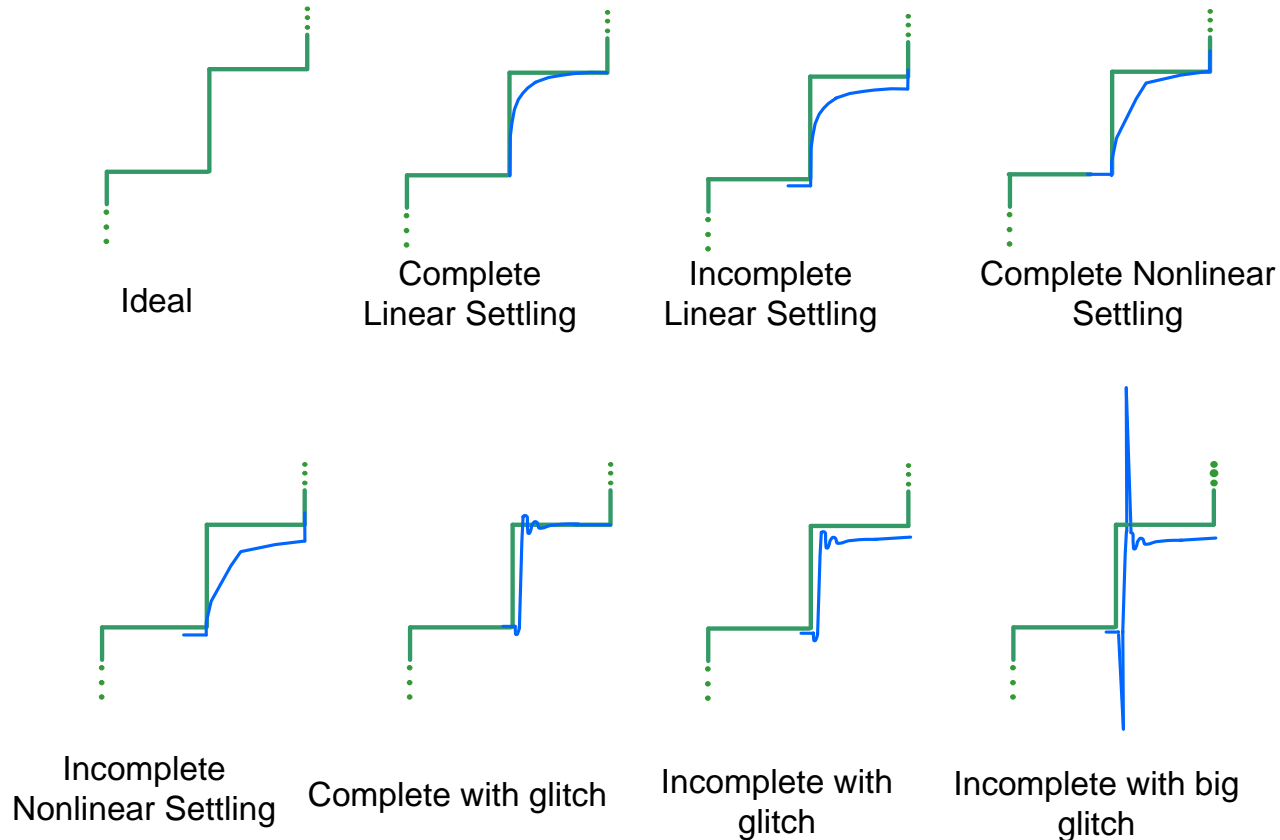 Ideal
Complete
Linear Settling
Incomplete
Linear Settling
Complete Nonlinear
Settling
Incomplete
Nonlinear Settling
Complete with glitch
Incomplete with
glitch
Incomplete with big
glitch